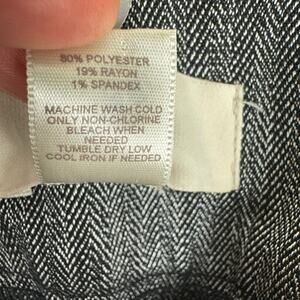 80% POLYESTER
19% RAYON
1% SPANDEX
MACHINE WASH COLD
ONLY NON-CHLORINE
BLEACH WHEN
NEEDED
TUMBLE DRY LOW
COOL IRON IF NEEDED